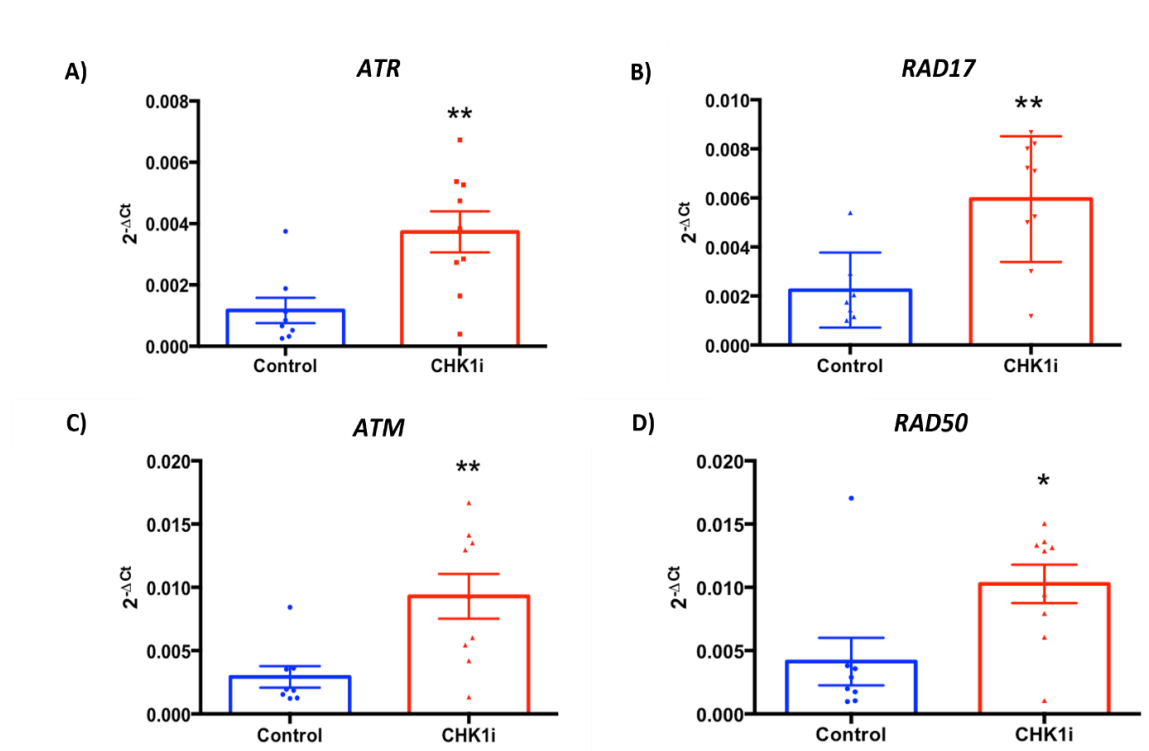 A)
ATR
0.008
0.006
0.004
0.002
0.000
2-ΔCt
**
Control
CHK1i
B)
RAD17
0.010
0.008
0.006
0.004
0.002
0.000
2-ΔCt
**
Control
CHK1i
C)
ATM
0.020
0.015
0.010
0.005
0.000
2-ΔCt
**
Control
CHK1i
D)
RAD50
0.020
0.015
0.010
0.005
0.000
2-ΔCt
*
Control
CHK1i